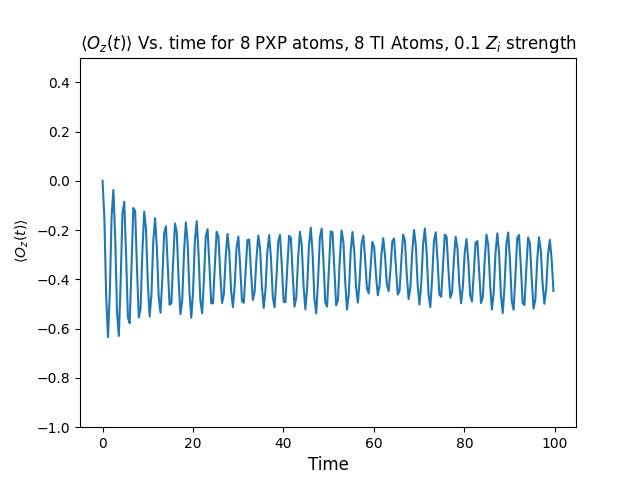 ⟨O_z(t)⟩ Vs. time for 8 PXP atoms, 8 TI Atoms, 0.1 Z_i strength
0.4
0.2
0.0
−0.2
−0.4
−0.6
−0.8
−1.0
⟨O_z(t)⟩
0 20 40 60 80 100
Time